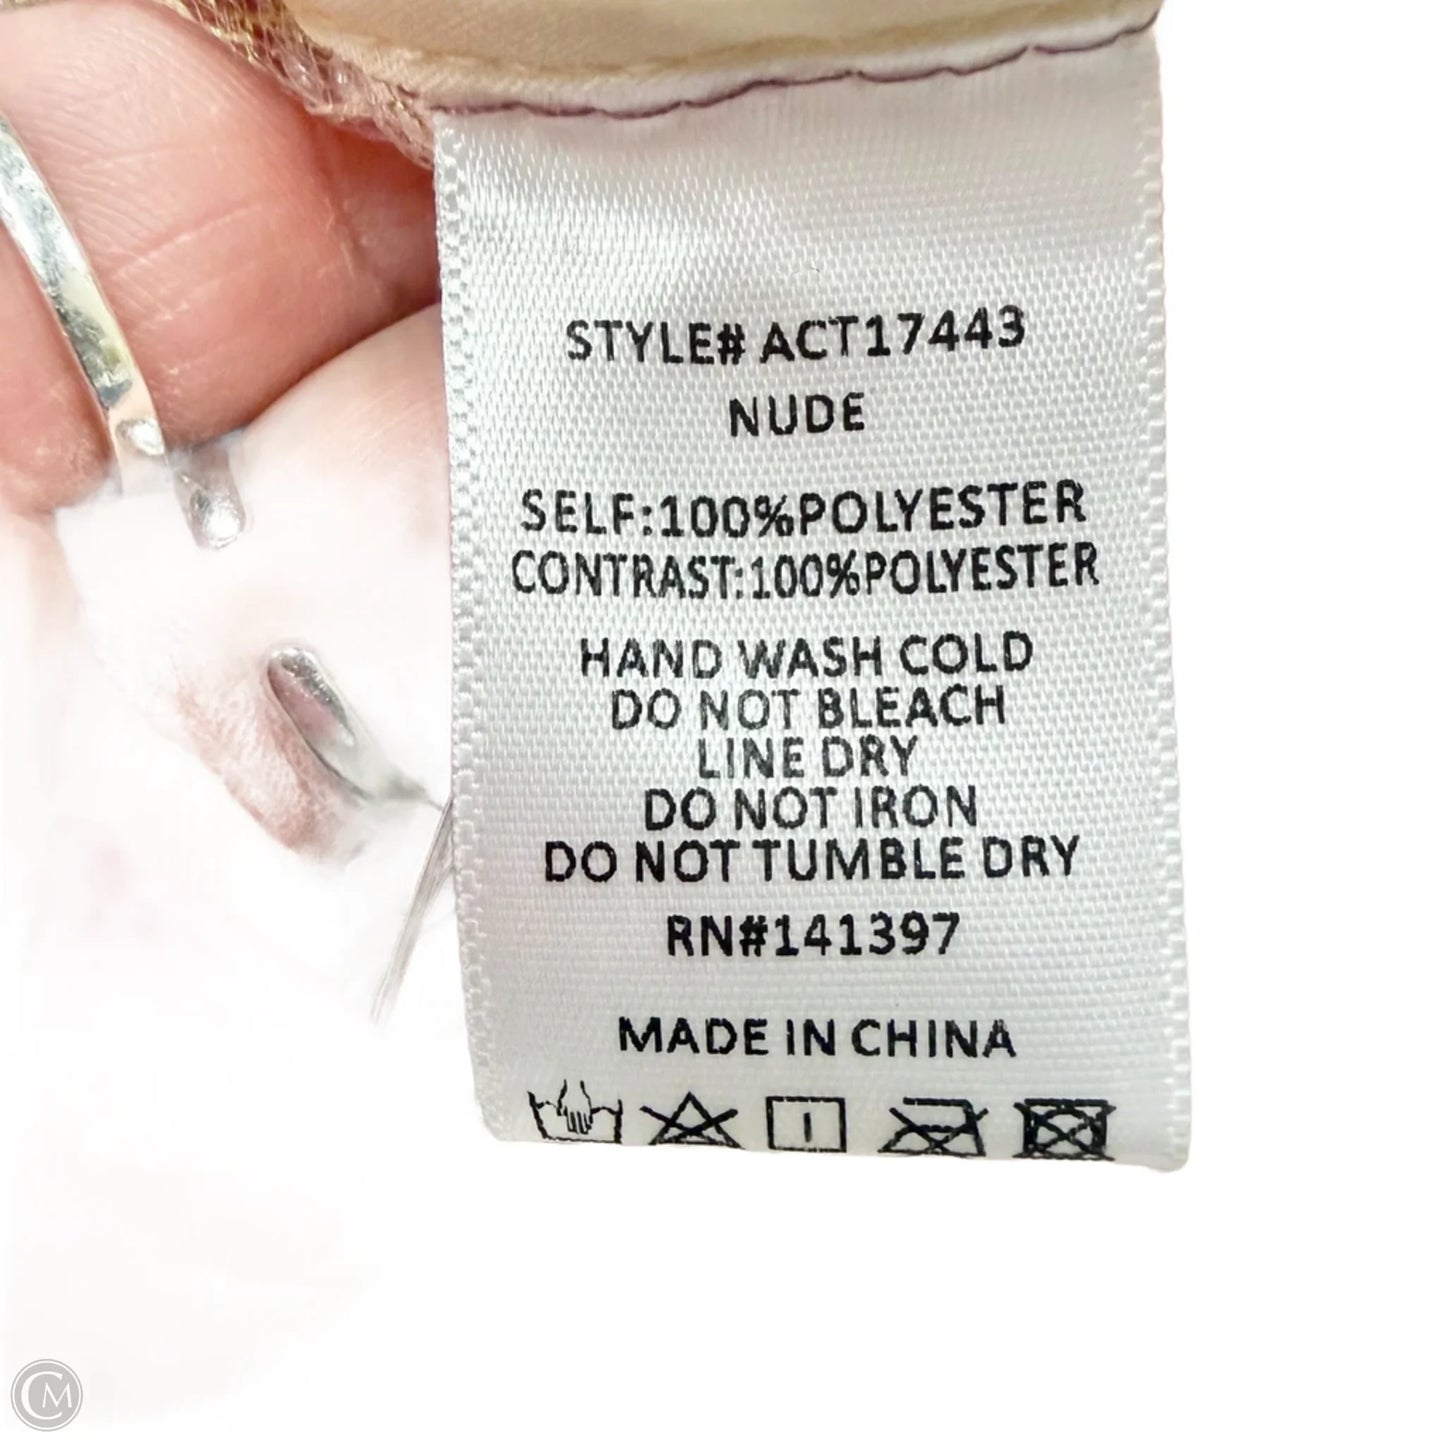 STYLE# ACT17443
NUDE
SELF:100%POLYESTER
CONTRAST:100%POLYESTER
HAND WASH COLD
DO NOT BLEACH
LINE DRY
DO NOT IRON
DO NOT TUMBLE DRY
RN#141397
MADE IN CHINA
CM